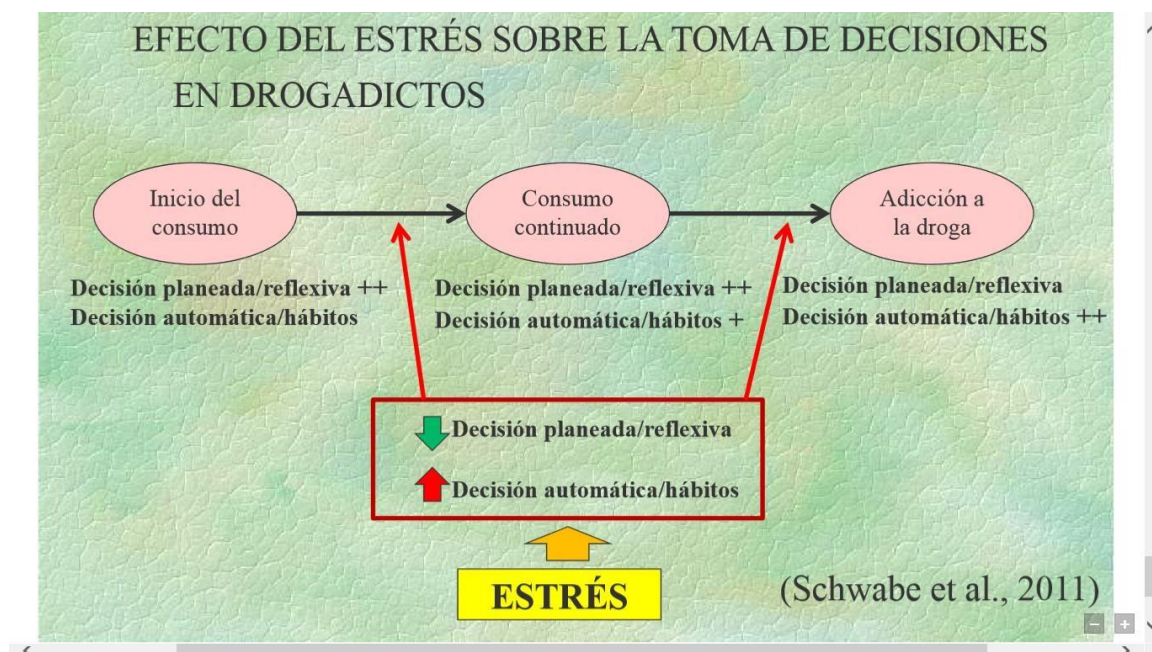 EFECTO DEL ESTRÉS SOBRE LA TOMA DE DECISIONES
EN DROGADICTOS
Inicio del
consumo
Consumo
continuado
Adicción a
la droga
Decisión planeada/reflexiva ++
Decisión automática/hábitos
Decisión planeada/reflexiva ++
Decisión automática/hábitos +
Decisión planeada/reflexiva
Decisión automática/hábitos ++
Decisión planeada/reflexiva
Decisión automática/hábitos
ESTRÉS
(Schwabe et al., 2011)